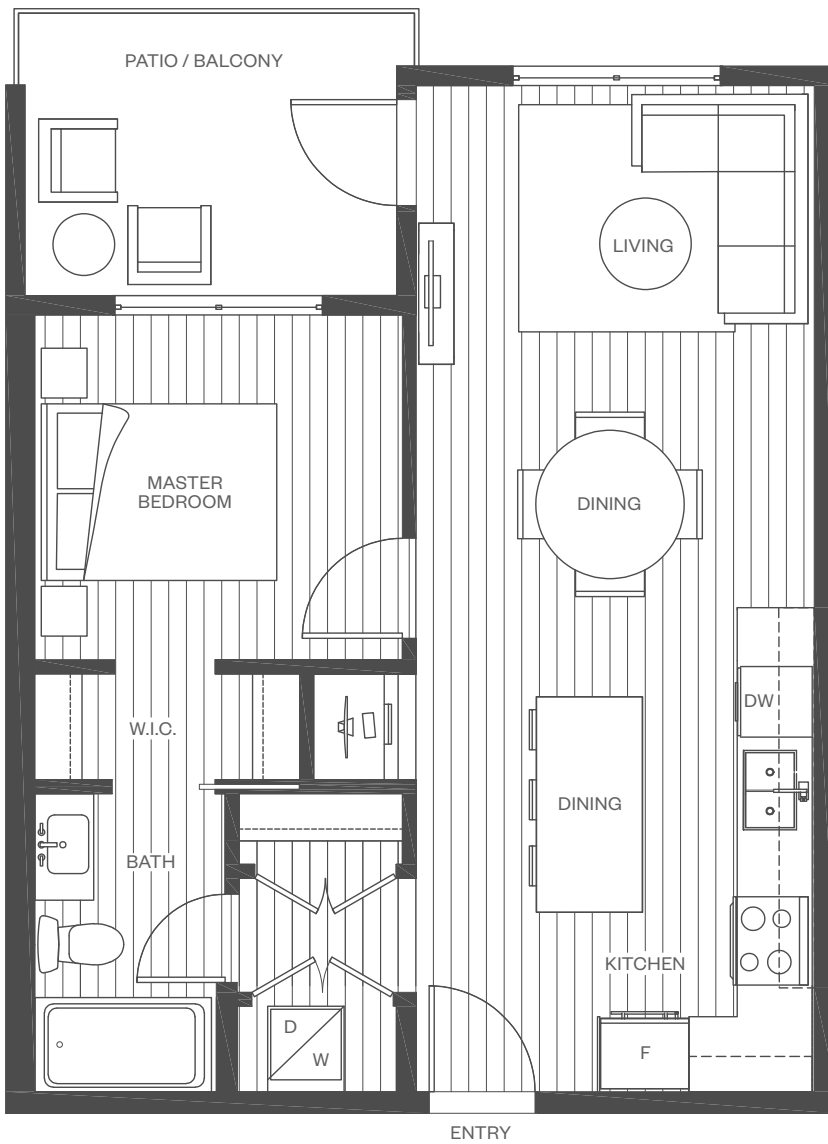 PATIO / BALCONY
LIVING
MASTER
BEDROOM
DINING
DW
W.I.C.
DINING
BATH
KITCHEN
D
W
F
ENTRY